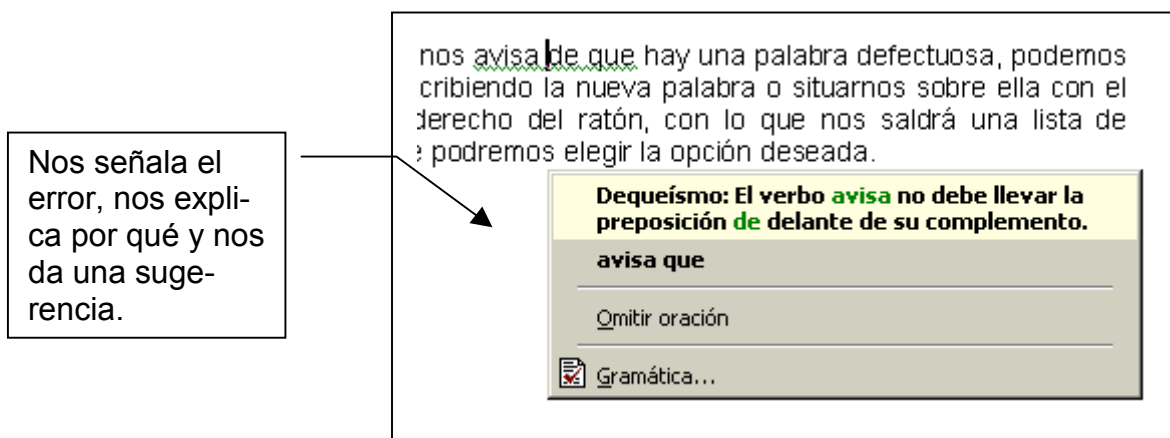 nos avisa de que hay una palabra defectuosa, podemos
cribiendo la nueva palabra o situarnos sobre ella con el
derecho del ratón, con lo que nos saldrá una lista de
e podremos elegir la opción deseada.
Nos señala el
error, nos expli-
ca por qué y nos
da una suge-
rencia.
Dequeísmo: El verbo avisa no debe llevar la
preposición de delante de su complemento.
avisa que
Omitir oración
Gramática...